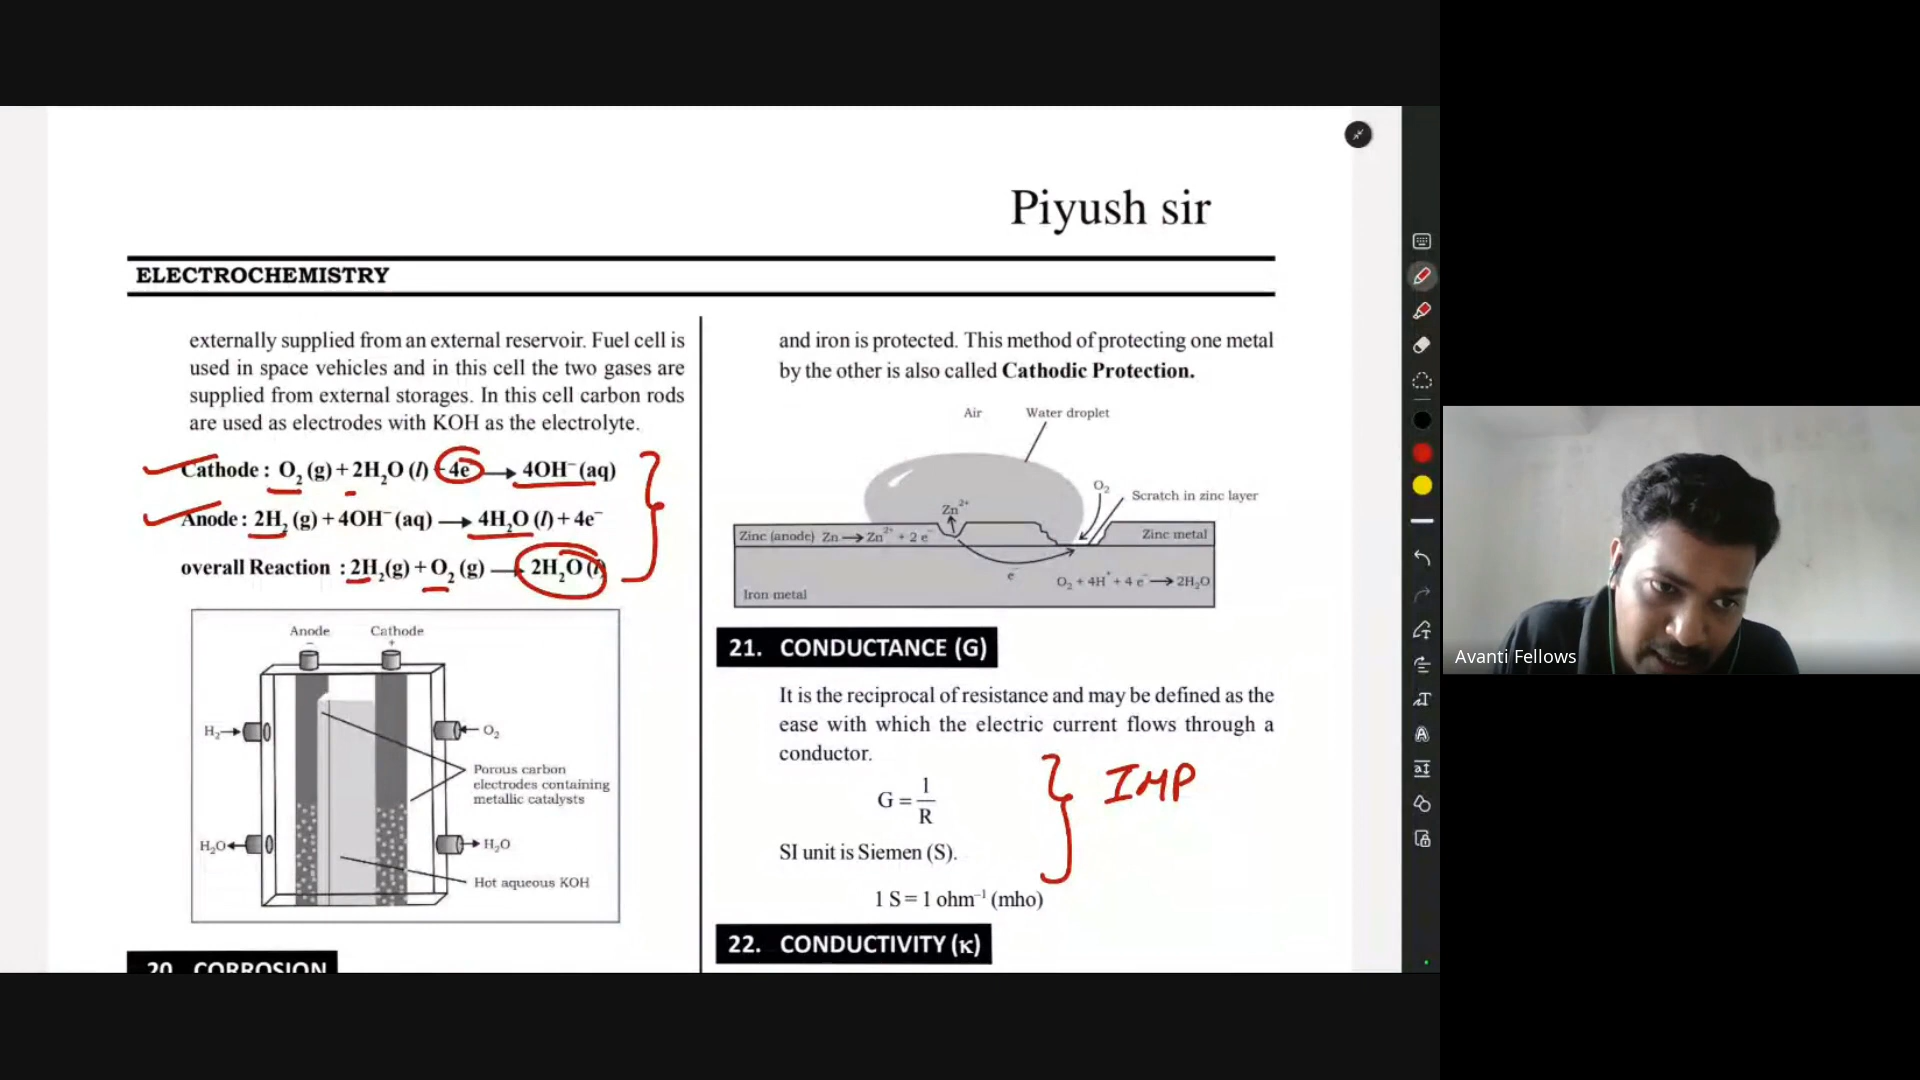 Piyush sir
ELECTROCHEMISTRY
externally supplied from an external reservoir. Fuel cell is
used in space vehicles and in this cell the two gases are
supplied from external storages. In this cell carbon rods
are used as electrodes with KOH as the electrolyte.
Cathode : O₂ (g) + 2H₂O (l) + 4e⁻ → 4OH⁻ (aq)
Anode : 2H₂ (g) + 4OH⁻ (aq) → 4H₂O (l) + 4e⁻
overall Reaction : 2H₂(g) + O₂ (g) → 2H₂O (l)
Anode Cathode
− +
H₂ O₂
Porous carbon
electrodes containing
metallic catalysts
H₂O H₂O
Hot aqueous KOH
20. CORROSION
and iron is protected. This method of protecting one metal
by the other is also called Cathodic Protection.
Air Water droplet
O₂
Scratch in zinc layer
Zn²⁺
Zinc (anode) Zn → Zn²⁺ + 2 e⁻ Zinc metal
e⁻
O₂ + 4H⁺ + 4 e⁻ → 2H₂O
Iron metal
21. CONDUCTANCE (G)
It is the reciprocal of resistance and may be defined as the
ease with which the electric current flows through a
conductor.
G = 1/R
IMP
SI unit is Siemen (S).
1 S = 1 ohm⁻¹ (mho)
22. CONDUCTIVITY (κ)
Avanti Fellows